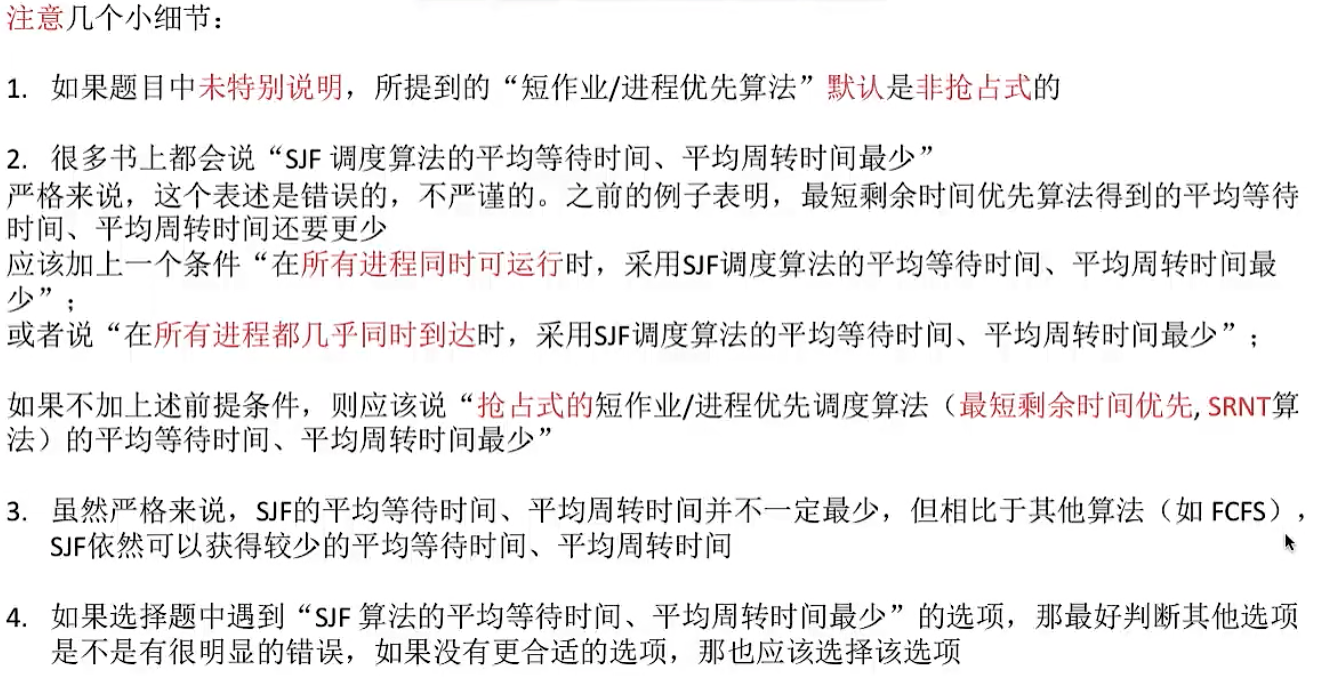 注意几个小细节：
1. 如果题目中未特别说明，所提到的“短作业/进程优先算法”默认是非抢占式的
2. 很多书上都会说“SJF 调度算法的平均等待时间、平均周转时间最少”
严格来说，这个表述是错误的，不严谨的。之前的例子表明，最短剩余时间优先算法得到的平均等待
时间、平均周转时间还要更少
应该加上一个条件“在所有进程同时可运行时，采用SJF调度算法的平均等待时间、平均周转时间最
少”；
或者说“在所有进程都几乎同时到达时，采用SJF调度算法的平均等待时间、平均周转时间最少”；
如果不加上述前提条件，则应该说“抢占式的短作业/进程优先调度算法（最短剩余时间优先, SRNT算
法）的平均等待时间、平均周转时间最少”
3. 虽然严格来说，SJF的平均等待时间、平均周转时间并不一定最少，但相比于其他算法（如 FCFS），
SJF依然可以获得较少的平均等待时间、平均周转时间
4. 如果选择题中遇到“SJF 算法的平均等待时间、平均周转时间最少”的选项，那最好判断其他选项
是不是有很明显的错误，如果没有更合适的选项，那也应该选择该选项